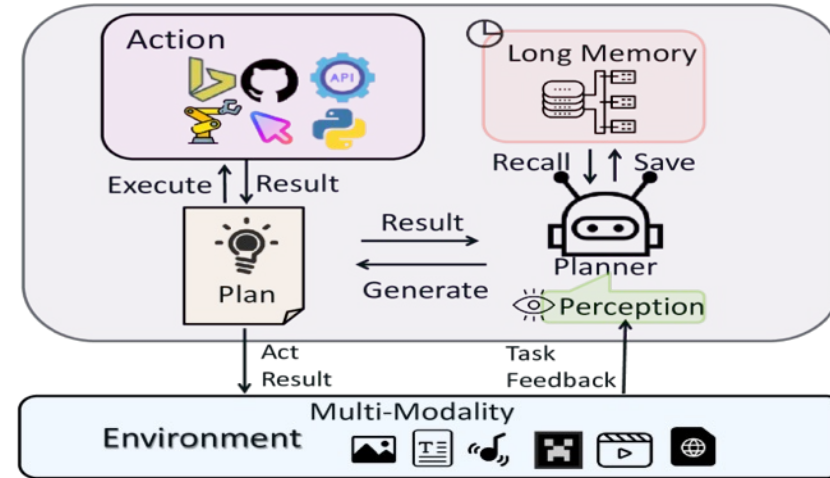 Action
API
Long Memory
Recall
Save
Execute
Result
Result
Planner
Plan
Generate
Perception
Act
Result
Task
Feedback
Multi-Modality
Environment
T